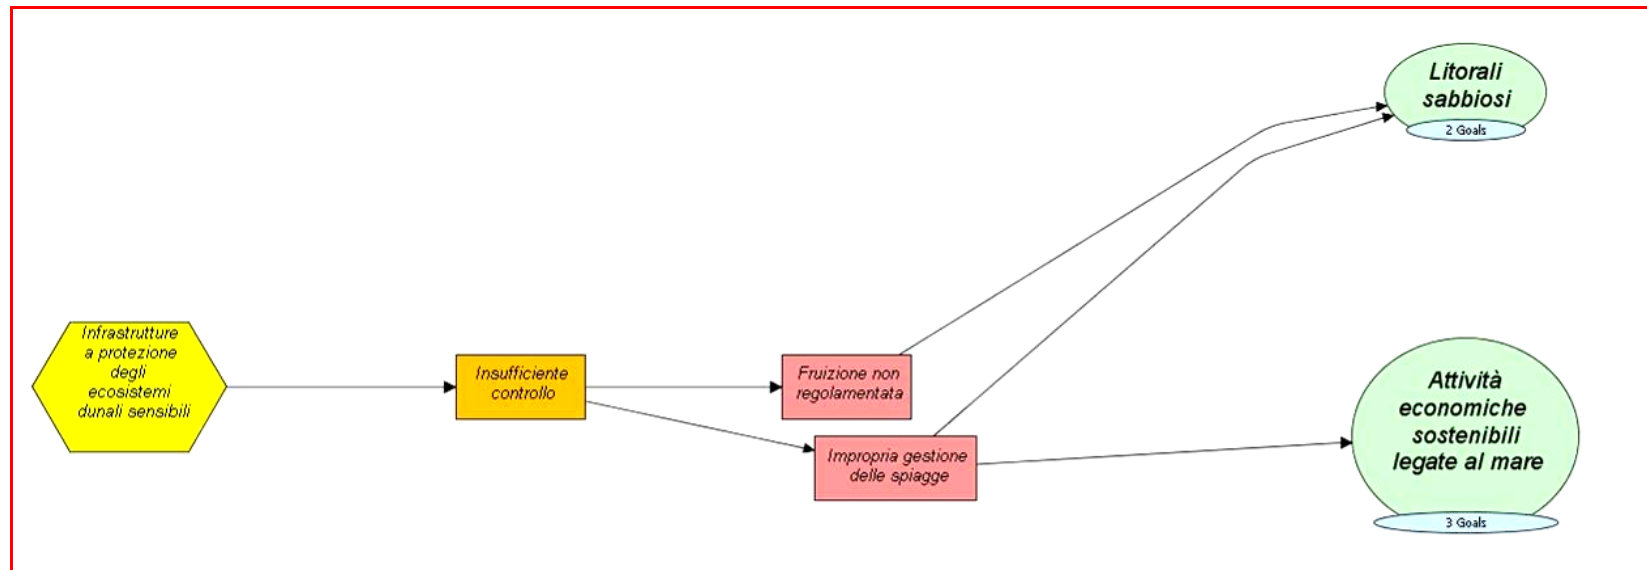 Litorali
sabbiosi
2 Goals
Infrastrutture
a protezione
degli
ecosistemi
dunali sensibili
Insufficiente
controllo
Fruizione non
regolamentata
Impropria gestione
delle spiagge
Attività
economiche
sostenibili
legate al mare
3 Goals